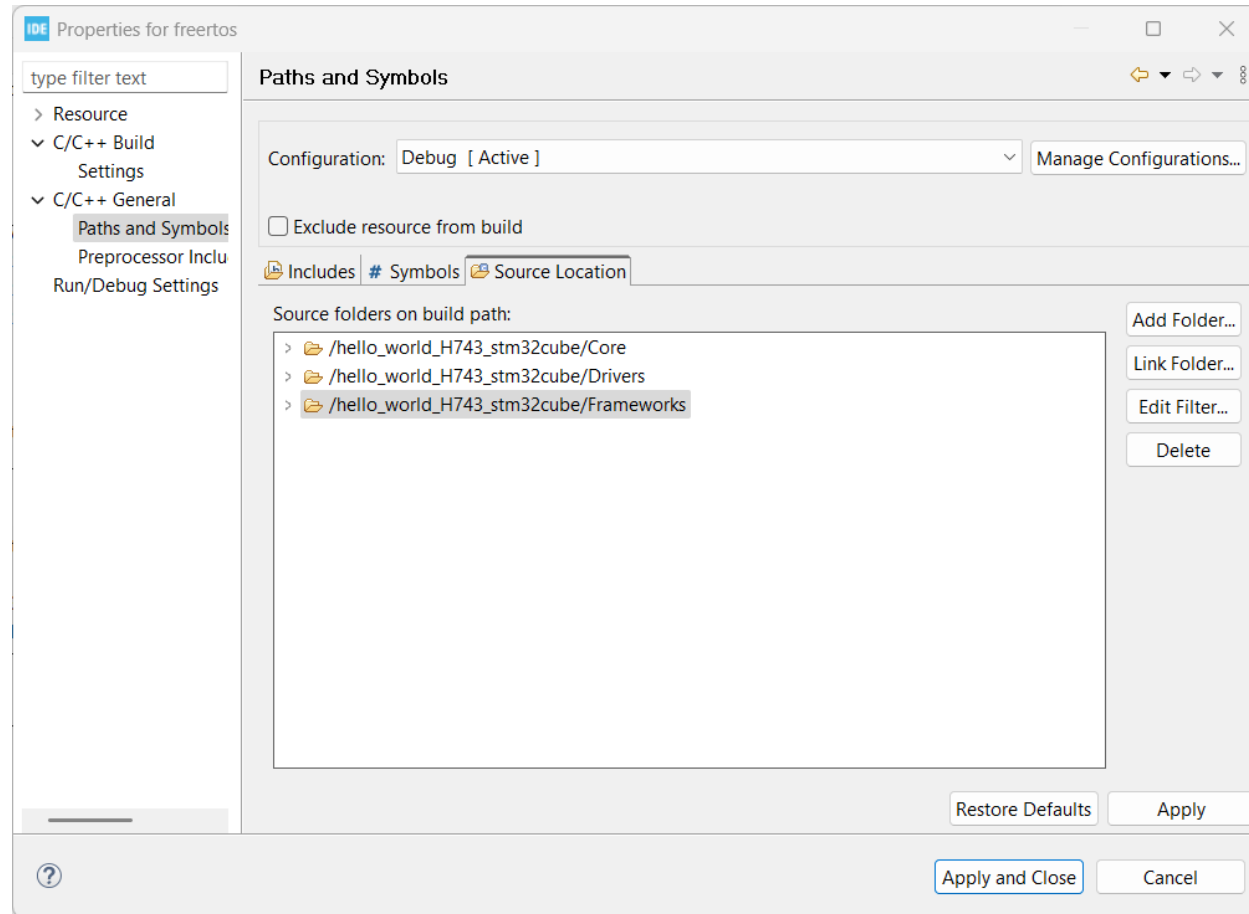 IDE Properties for freertos
type filter text
Paths and Symbols
Resource
C/C++ Build
Settings
C/C++ General
Paths and Symbols
Preprocessor Inclu
Run/Debug Settings
Configuration: Debug [ Active ] Manage Configurations...
Exclude resource from build
Includes # Symbols Source Location
Source folders on build path:
/hello_world_H743_stm32cube/Core
/hello_world_H743_stm32cube/Drivers
/hello_world_H743_stm32cube/Frameworks
Add Folder...
Link Folder...
Edit Filter...
Delete
Restore Defaults Apply
? Apply and Close Cancel